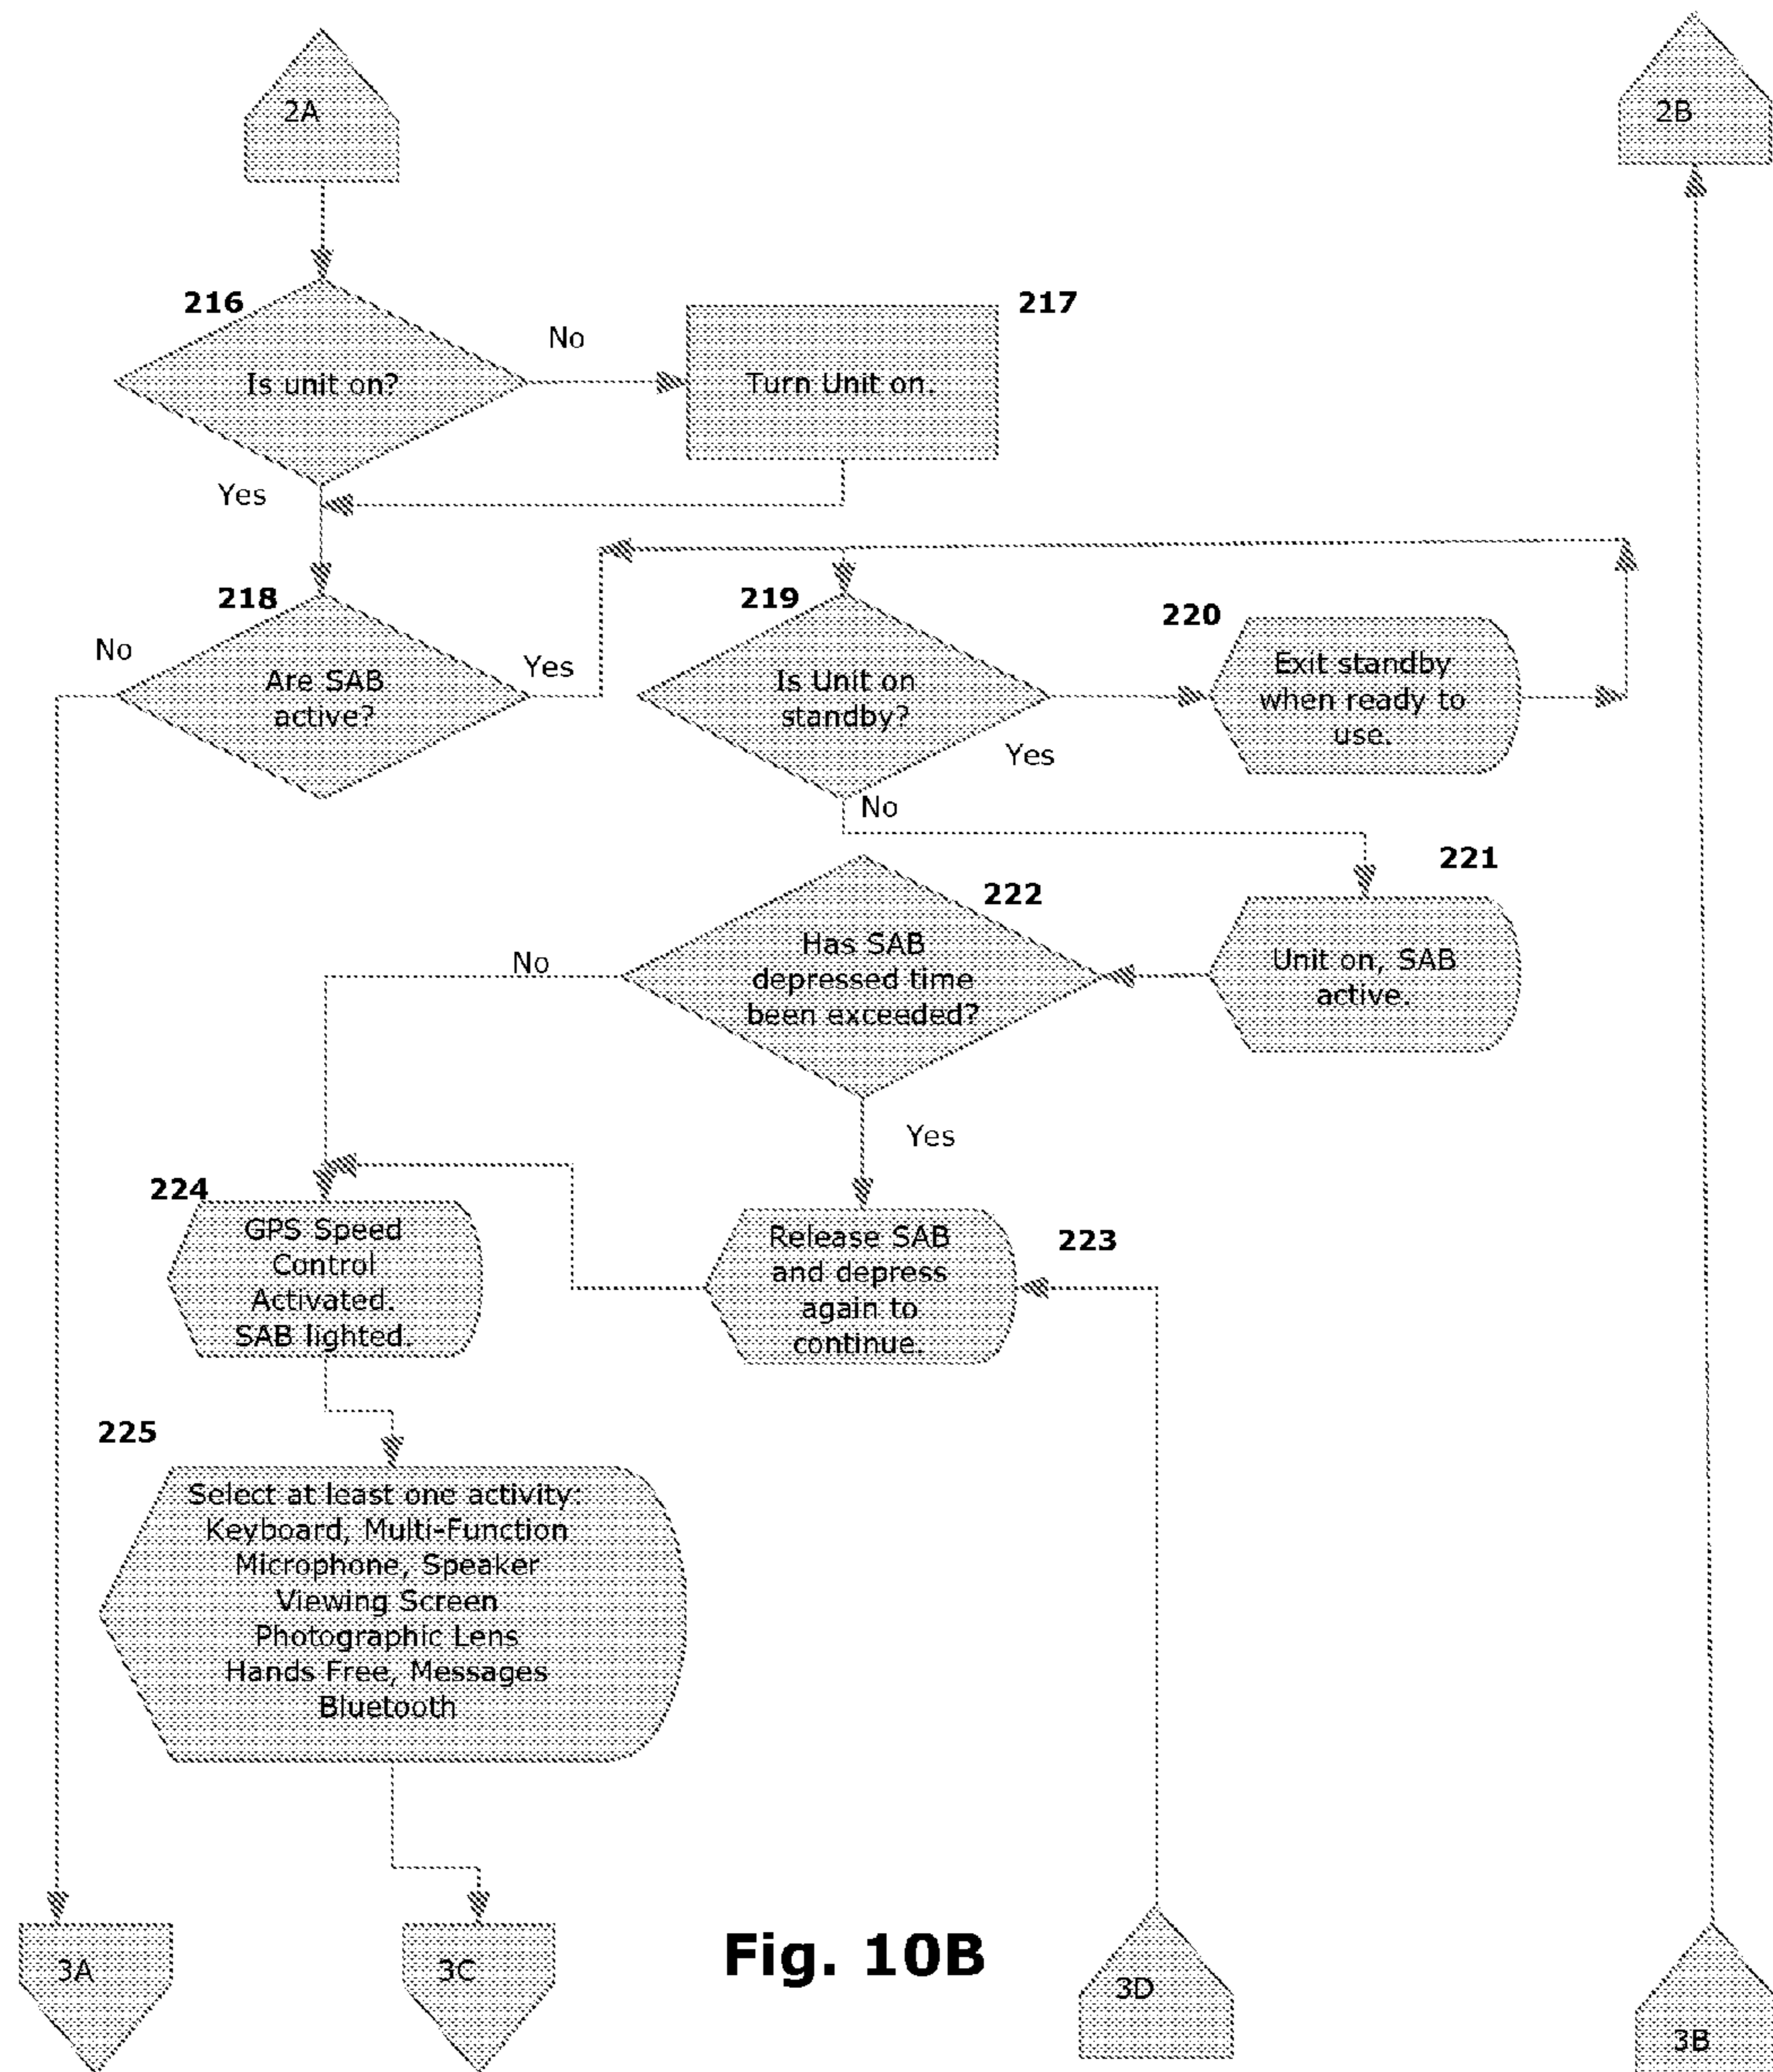 2A
2B
216
217
Is unit on?
No
Turn Unit on.
Yes
218
219
220
No
Are SAB
active?
Yes
Is Unit on
standby?
Yes
Exit standby
when ready to
use.
No
221
222
Has SAB
depressed time
been exceeded?
No
Unit on, SAB
active.
Yes
224
GPS Speed
Control
Activated.
SAB lighted.
223
Release SAB
and depress
again to
continue.
225
Select at least one activity:
Keyboard, Multi-Function
Microphone, Speaker
Viewing Screen
Photographic Lens
Hands Free, Messages
Bluetooth
3A
3C
Fig. 10B
3D
3B